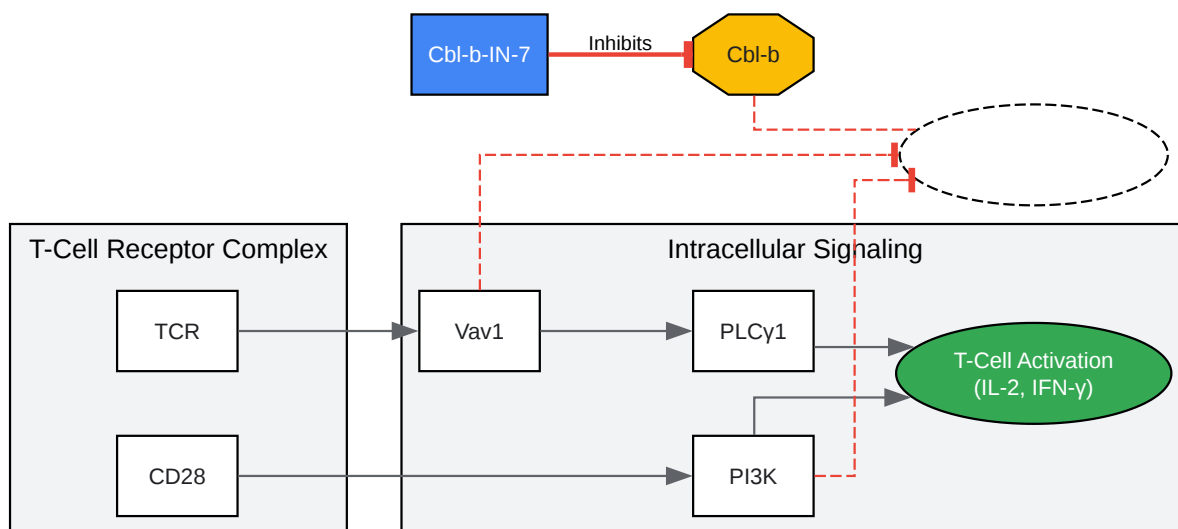 Cbl-b-IN-7
Inhibits
Cbl-b
T-Cell Receptor Complex
Intracellular Signaling
TCR
Vav1
PLCγ1
T-Cell Activation
(IL-2, IFN-γ)
CD28
PI3K